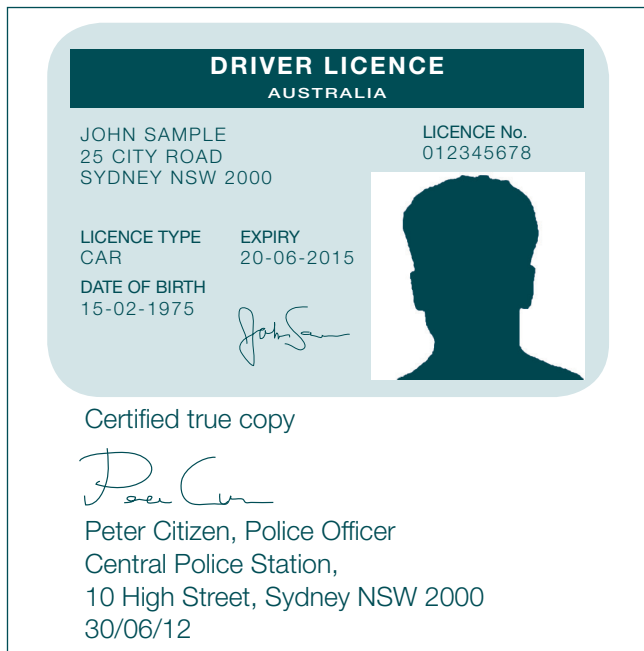 DRIVER LICENCE
AUSTRALIA
JOHN SAMPLE
25 CITY ROAD
SYDNEY NSW 2000
LICENCE No.
012345678
LICENCE TYPE
CAR
EXPIRY
20-06-2015
DATE OF BIRTH
15-02-1975
Certified true copy
Peter Citizen, Police Officer
Central Police Station,
10 High Street, Sydney NSW 2000
30/06/12